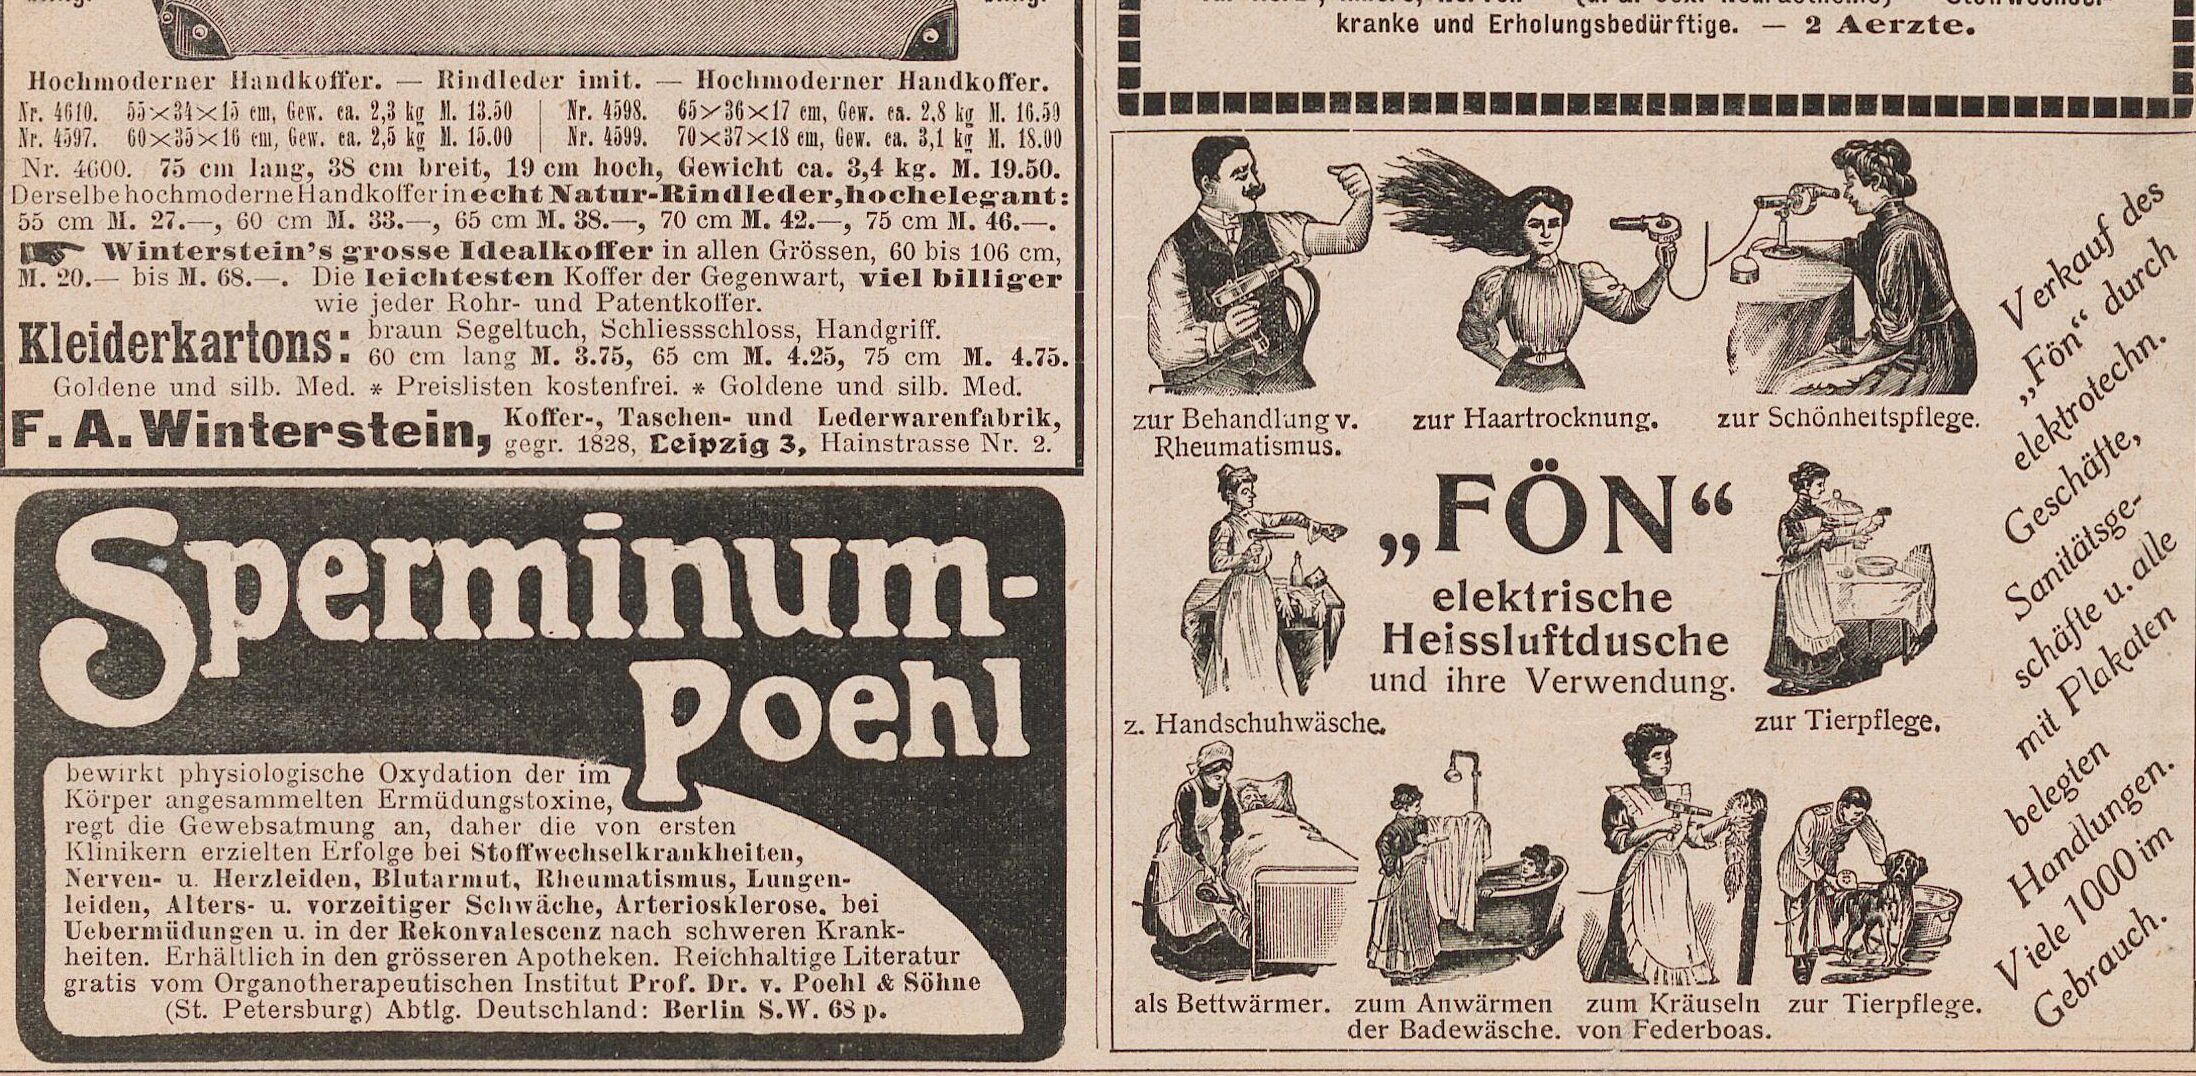 Hochmoderner Handkoffer. — Rindleder imit. — Hochmoderner Handkoffer.
Nr. 4610. 55×34×15 cm, Gew. ca. 2,3 kg M. 13.50 | Nr. 4598. 65×36×17 cm, Gew. ca. 2,8 kg M. 16.50
Nr. 4597. 60×35×16 cm, Gew. ca. 2,5 kg M. 15.00 | Nr. 4599. 70×37×18 cm, Gew. ca. 3,1 kg M. 18.00
Nr. 4600. 75 cm lang, 38 cm breit, 19 cm hoch, Gewicht ca. 3,4 kg. M. 19.50.
Derselbe hochmoderne Handkoffer in echt Natur-Rindleder, hochelegant:
55 cm M. 27.—, 60 cm M. 33.—, 65 cm M. 38.—, 70 cm M. 42.—, 75 cm M. 46.—.
Winterstein's grosse Idealkoffer in allen Grössen, 60 bis 106 cm,
M. 20.— bis M. 68.—. Die leichtesten Koffer der Gegenwart, viel billiger
wie jeder Rohr- und Patentkoffer.
Kleiderkartons: braun Segeltuch, Schliessschloss, Handgriff.
60 cm lang M. 3.75, 65 cm M. 4.25, 75 cm M. 4.75.
Goldene und silb. Med. * Preislisten kostenfrei. * Goldene und silb. Med.
F. A. Winterstein, Koffer-, Taschen- und Lederwarenfabrik,
gegr. 1828, Leipzig 3, Hainstrasse Nr. 2.
Sperminum-
Poehl
bewirkt physiologische Oxydation der im
Körper angesammelten Ermüdungstoxine,
regt die Gewebsatmung an, daher die von ersten
Klinikern erzielten Erfolge bei Stoffwechselkrankheiten,
Nerven- u. Herzleiden, Blutarmut, Rheumatismus, Lungen-
leiden, Alters- u. vorzeitiger Schwäche, Arteriosklerose, bei
Uebermüdungen u. in der Rekonvalescenz nach schweren Krank-
heiten. Erhältlich in den grösseren Apotheken. Reichhaltige Literatur
gratis vom Organotherapeutischen Institut Prof. Dr. v. Poehl & Söhne
(St. Petersburg) Abtlg. Deutschland: Berlin S.W. 68 p.
kranke und Erholungsbedürftige. — 2 Aerzte.
zur Behandlung v.
Rheumatismus.
zur Haartrocknung.
zur Schönheitspflege.
„FÖN“
elektrische
Heissluftdusche
und ihre Verwendung.
z. Handschuhwäsche.
zur Tierpflege.
als Bettwärmer.
zum Anwärmen
der Badewäsche.
zum Kräuseln
von Federboas.
zur Tierpflege.
Verkauf des
„Fön“ durch
elektrotechn.
Geschäfte,
Sanitätsge-
schäfte u. alle
mit Plakaten
belegten
Handlungen.
Viele 1000 im
Gebrauch.